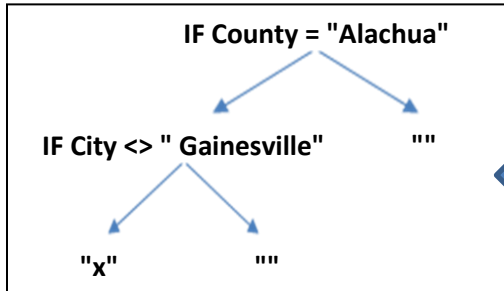 IF County = "Alachua"
IF City <> " Gainesville" ""
"x" ""